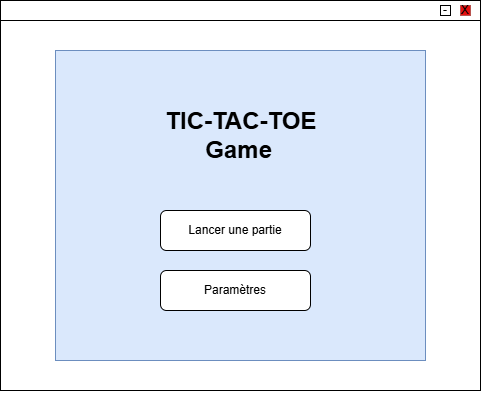 - X
TIC-TAC-TOE
Game
Lancer une partie
Paramètres